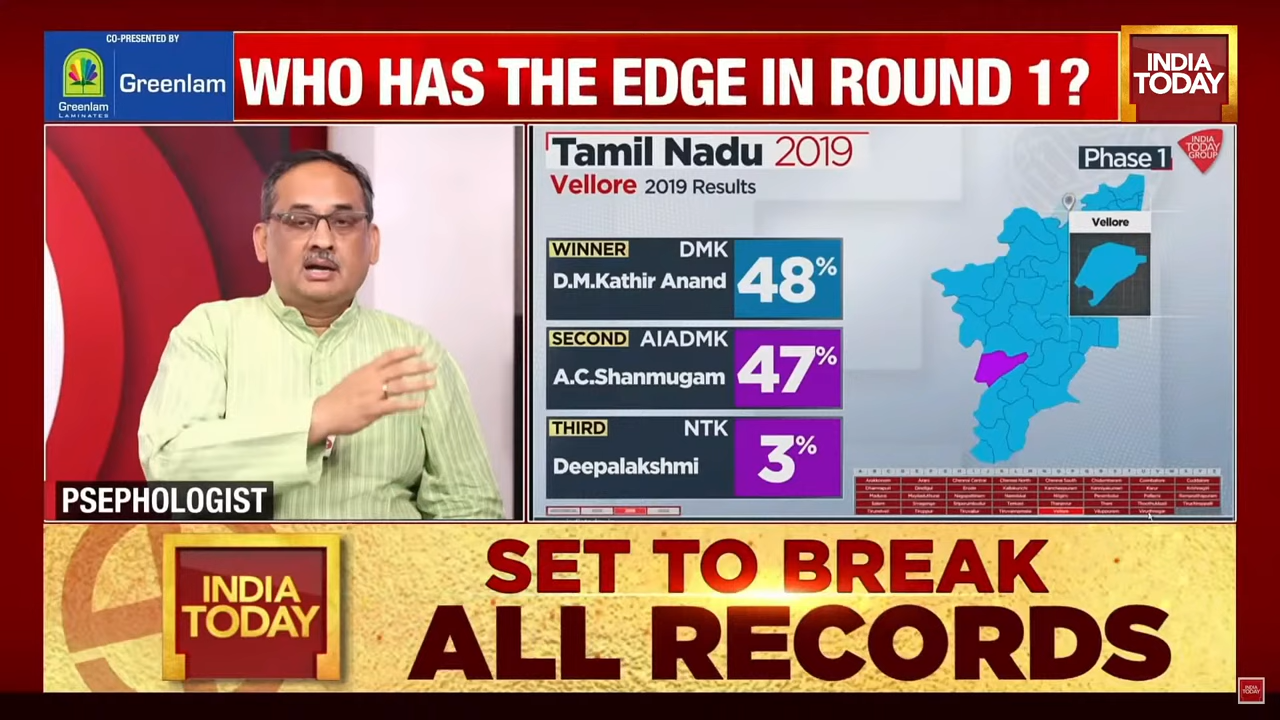 CO-PRESENTED BY
Greenlam
LAMINATES
Greenlam
WHO HAS THE EDGE IN ROUND 1?
INDIA
TODAY
Tamil Nadu 2019
Vellore 2019 Results
Phase 1
INDIA
TODAY
GROUP
Vellore
WINNER DMK
D.M.Kathir Anand
48%
SECOND AIADMK
A.C.Shanmugam
47%
THIRD NTK
Deepalakshmi
3%
PSEPHOLOGIST
INDIA
TODAY
SET TO BREAK
ALL RECORDS
INDIA
TODAY